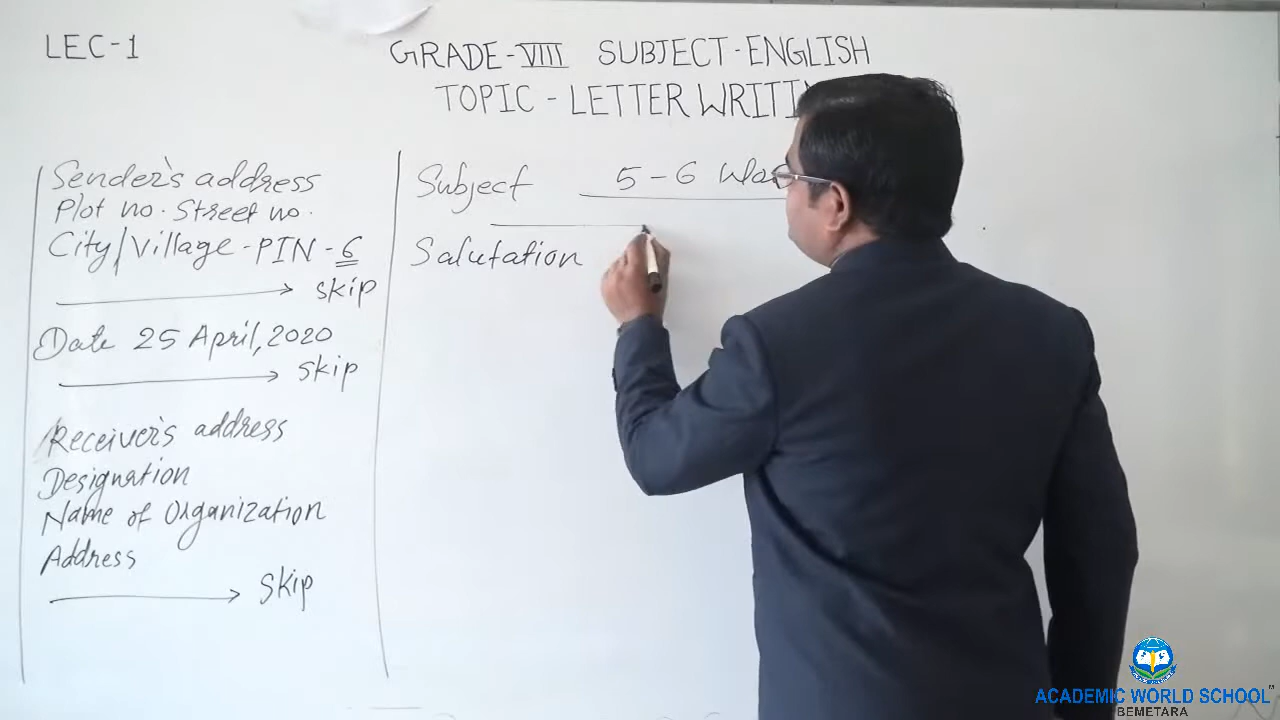 LEC-1
GRADE-VIII SUBJECT-ENGLISH
TOPIC - LETTER
Sender's address
Plot no. Street no.
City/Village - PIN - 6
skip
Date 25 April, 2020
skip
Receiver's address
Designation
Name of Organization
Address
skip
Subject 5-6
Salutation
ACADEMIC WORLD SCHOOL
BEMETARA